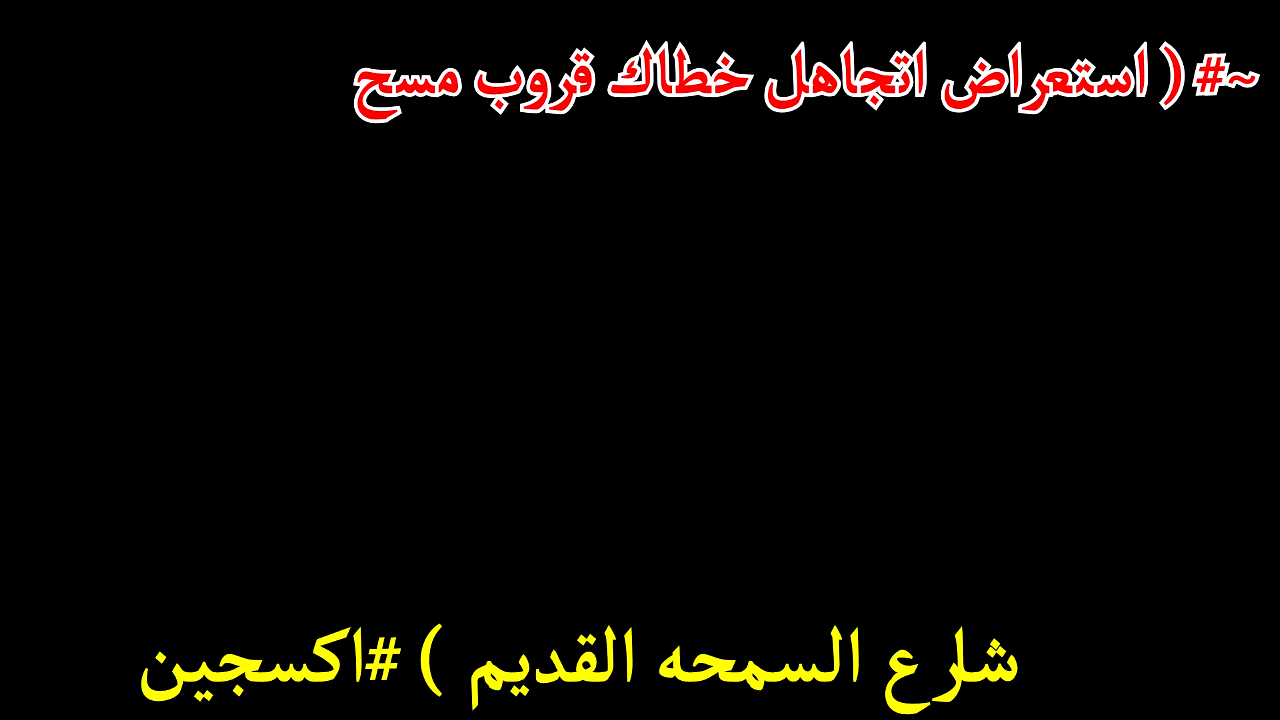 ~#( استعراض اتجاهل خطاك قروب مسح
شارع السمحه القديم ) #اكسجين